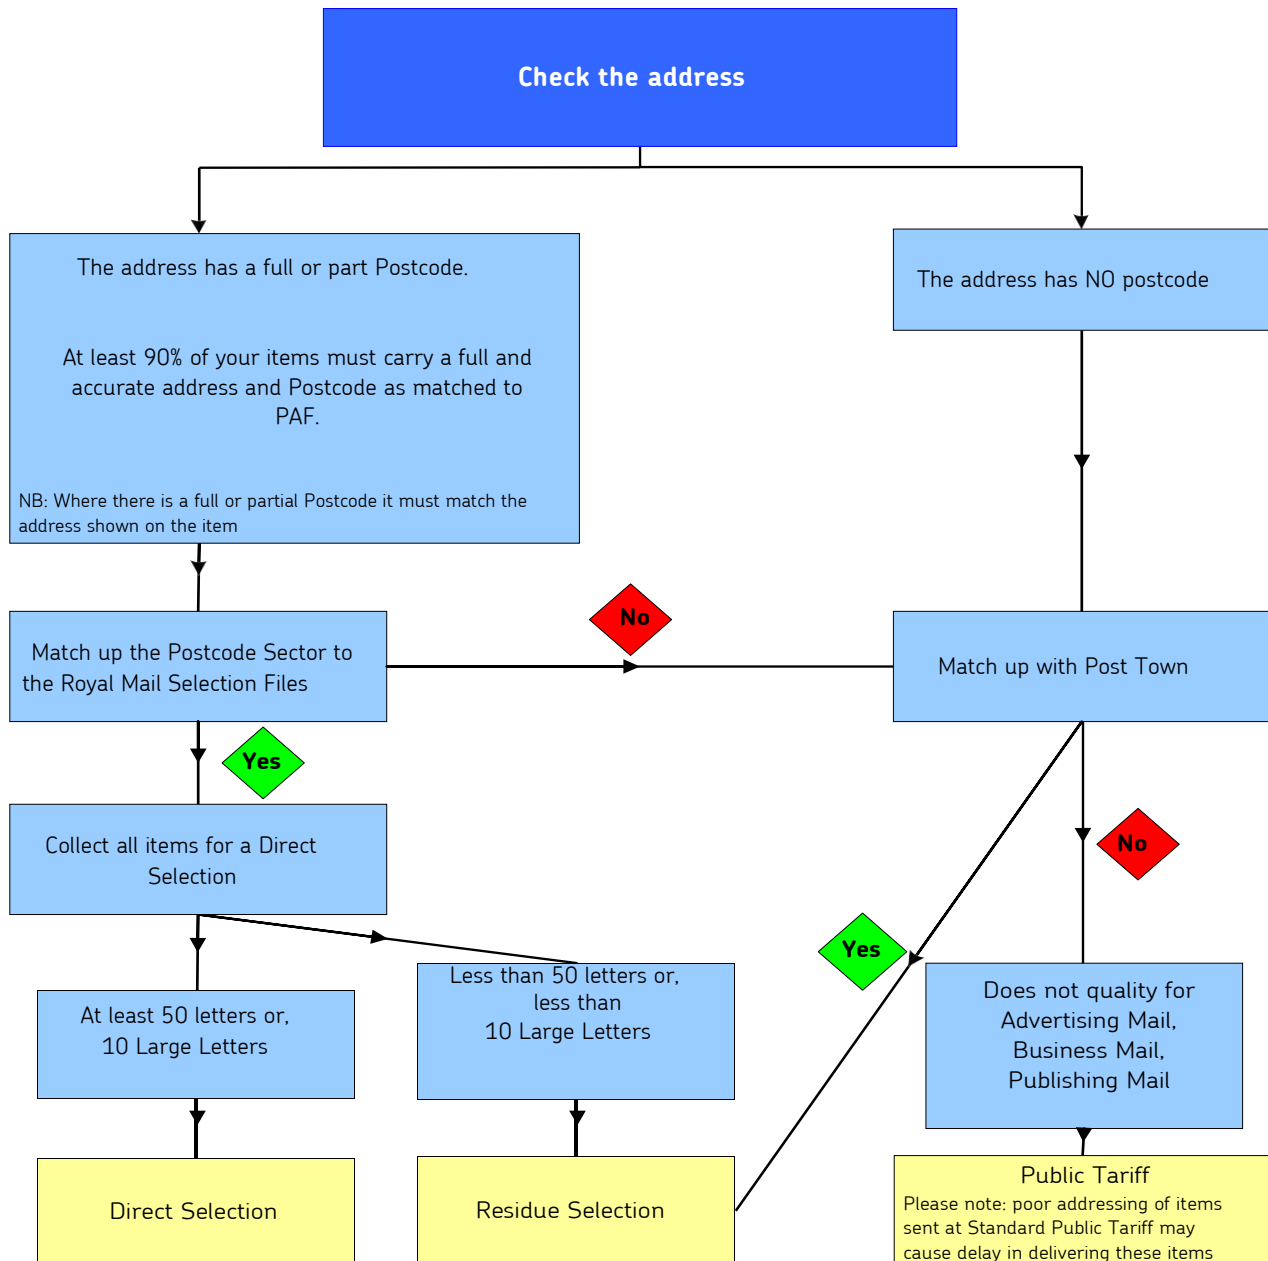 Check the address
The address has a full or part Postcode.
At least 90% of your items must carry a full and
accurate address and Postcode as matched to
PAF.
NB: Where there is a full or partial Postcode it must match the
address shown on the item
The address has NO postcode
No
Match up the Postcode Sector to
the Royal Mail Selection Files
Match up with Post Town
Yes
Collect all items for a Direct
Selection
No
Yes
At least 50 letters or,
10 Large Letters
Less than 50 letters or,
less than
10 Large Letters
Does not quality for
Advertising Mail,
Business Mail,
Publishing Mail
Direct Selection
Residue Selection
Public Tariff
Please note: poor addressing of items
sent at Standard Public Tariff may
cause delay in delivering these items